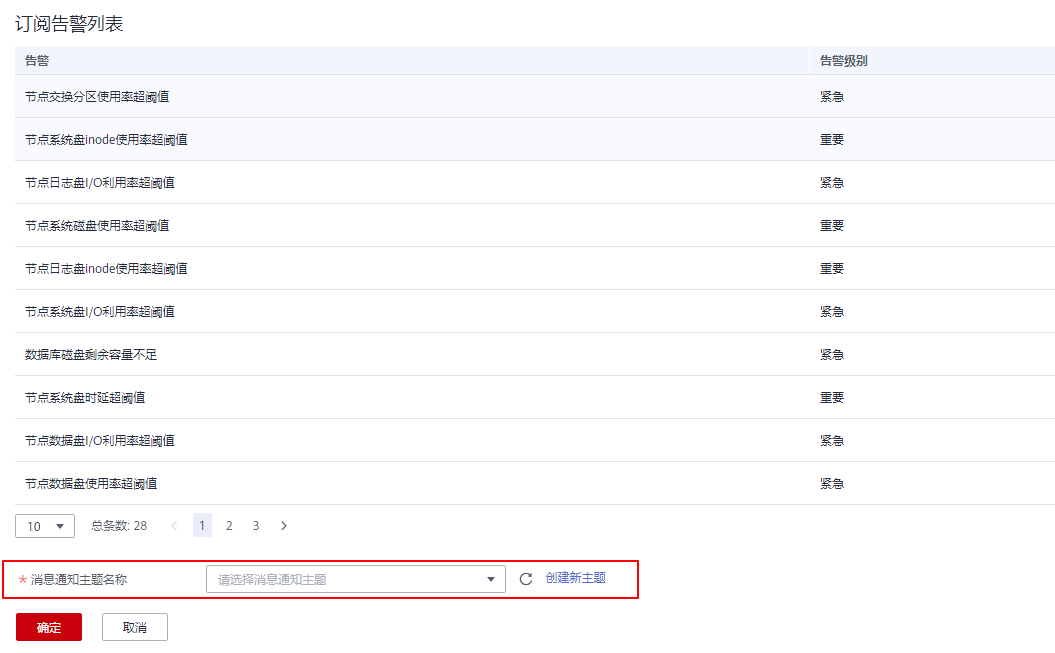 订阅告警列表
告警 告警级别
节点交换分区使用率超阈值 紧急
节点系统盘inode使用率超阈值 重要
节点日志盘I/O利用率超阈值 紧急
节点系统磁盘使用率超阈值 重要
节点日志盘inode使用率超阈值 重要
节点系统盘I/O利用率超阈值 紧急
数据库磁盘剩余容量不足 紧急
节点系统盘时延超阈值 重要
节点数据盘I/O利用率超阈值 紧急
节点数据盘使用率超阈值 紧急
10 总条数: 28 < 1 2 3 >
* 消息通知主题名称 请选择消息通知主题 创建新主题
确定 取消